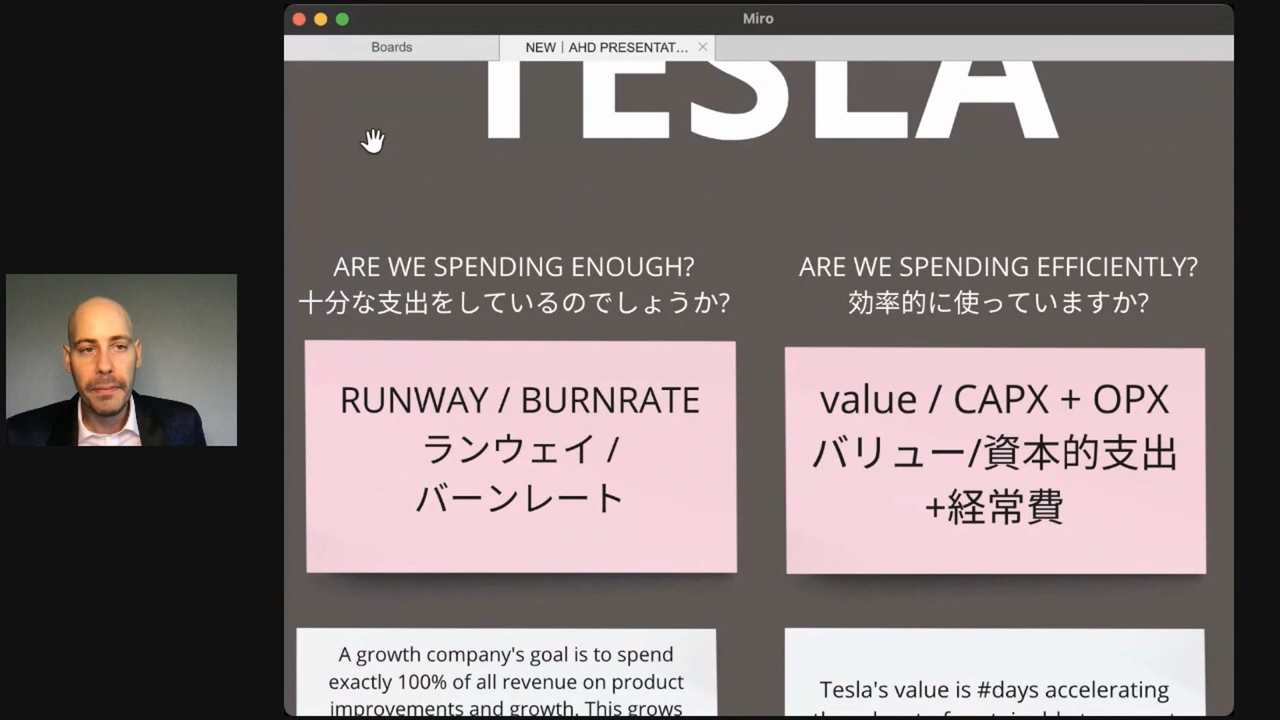 Miro
Boards
NEW | AHD PRESENTAT...
TESLA
ARE WE SPENDING ENOUGH?
十分な支出をしているのでしょうか?
ARE WE SPENDING EFFICIENTLY?
効率的に使っていますか?
RUNWAY / BURNRATE
ランウェイ /
バーンレート
value / CAPX + OPX
バリュー/資本的支出
+経常費
A growth company's goal is to spend
exactly 100% of all revenue on product
improvements and growth. This grows
Tesla's value is #days accelerating